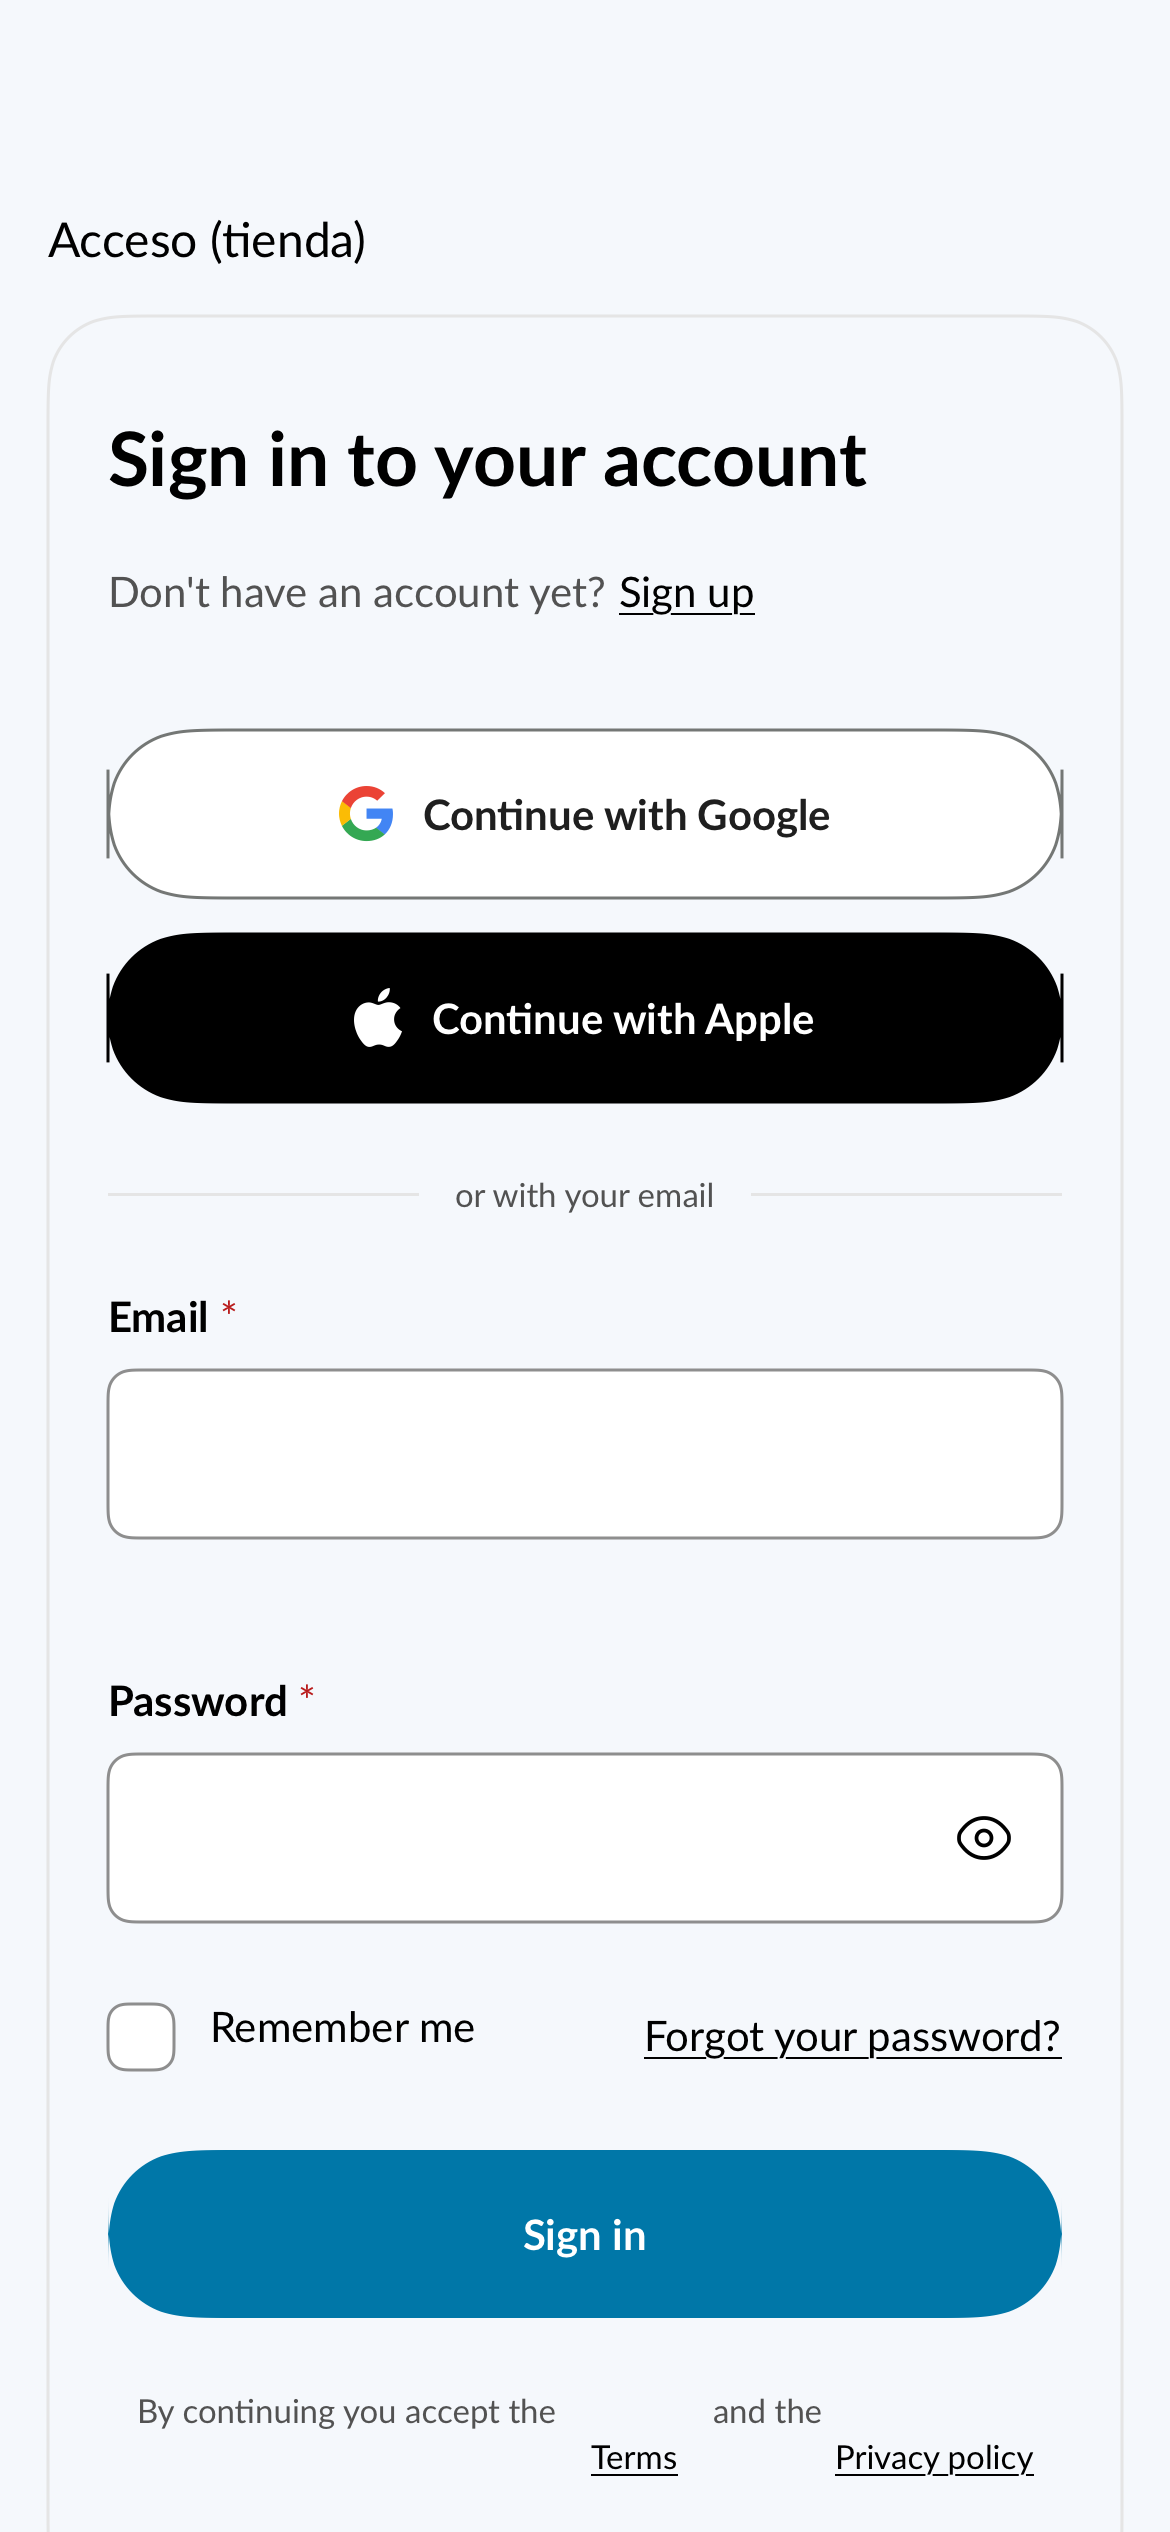 Acceso (tienda)
Sign in to your account
Don't have an account yet? Sign up
Continue with Google
Continue with Apple
or with your email
Email *
Password *
Remember me
Forgot your password?
Sign in
By continuing you accept the Terms and the Privacy policy